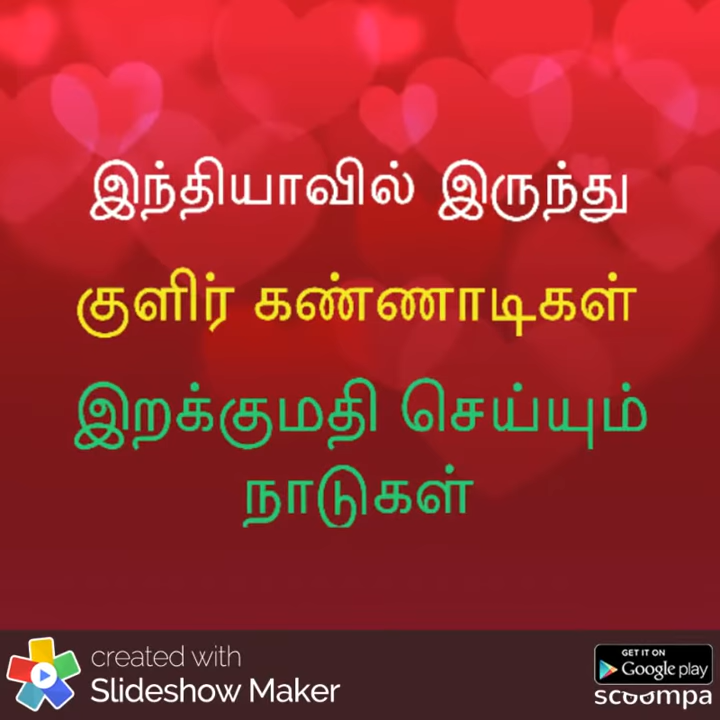 இந்தியாவில் இருந்து
குளிர் கண்ணாடிகள்
இறக்குமதி செய்யும்
நாடுகள்
created with
Slideshow Maker
GET IT ON
Google play
scoompa